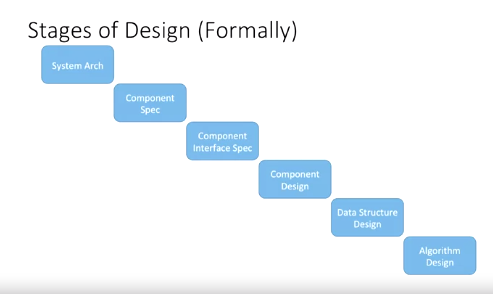 Stages of Design (Formally)
System Arch
Component
Spec
Component
Interface Spec
Component
Design
Data Structure
Design
Algorithm
Design